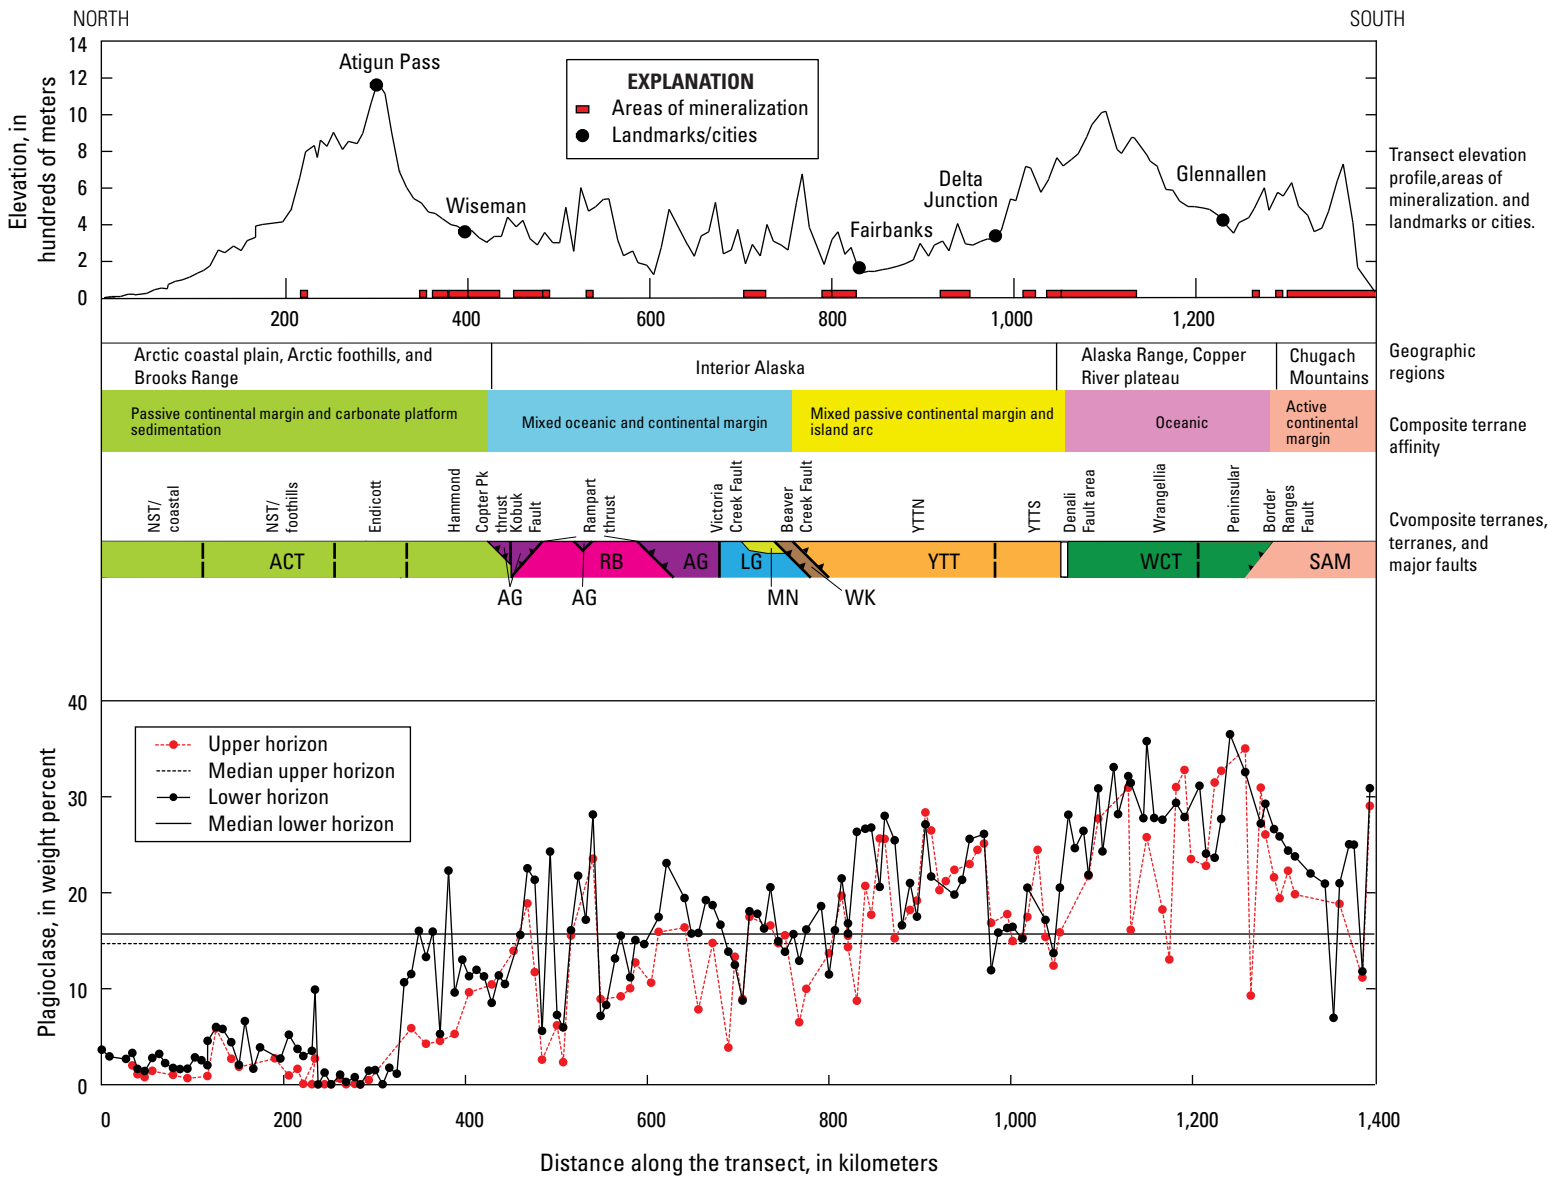 NORTH
SOUTH
14
12
10
8
6
4
2
0
Elevation, in
hundreds of meters
Atigun Pass
Wiseman
Fairbanks
Delta
Junction
Glennallen
EXPLANATION
Areas of mineralization
Landmarks/cities
200
400
600
800
1,000
1,200
Transect elevation
profile,areas of
mineralization. and
landmarks or cities.
Arctic coastal plain, Arctic foothills, and
Brooks Range
Interior Alaska
Alaska Range, Copper
River plateau
Chugach
Mountains
Geographic
regions
Passive continental margin and carbonate platform
sedimentation
Mixed oceanic and continental margin
Mixed passive continental margin and
island arc
Oceanic
Active
continental
margin
Composite terrane
affinity
NST/
coastal
NST/
foothills
Endicott
Hammond
Copter Pk
thrust
Kobuk
Fault
Rampart
thrust
Victoria
Creek Fault
Beaver
Creek Fault
YTTN
YTTS
Denali
Fault area
Wrangellia
Peninsular
Border
Ranges
Fault
ACT
RB
AG
LG
YTT
WCT
SAM
AG
AG
MN
WK
Cvomposite terranes,
terranes, and
major faults
40
30
20
10
0
Plagioclase, in weight percent
Upper horizon
Median upper horizon
Lower horizon
Median lower horizon
0
200
400
600
800
1,000
1,200
1,400
Distance along the transect, in kilometers